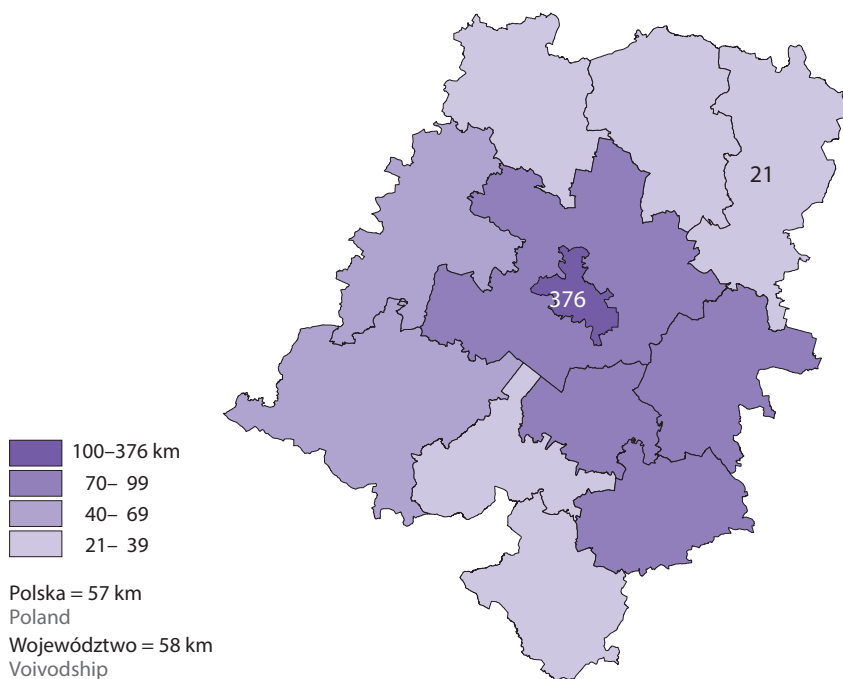 21
376
100–376 km
70– 99
40– 69
21– 39
Polska = 57 km
Poland
Województwo = 58 km
Voivodship